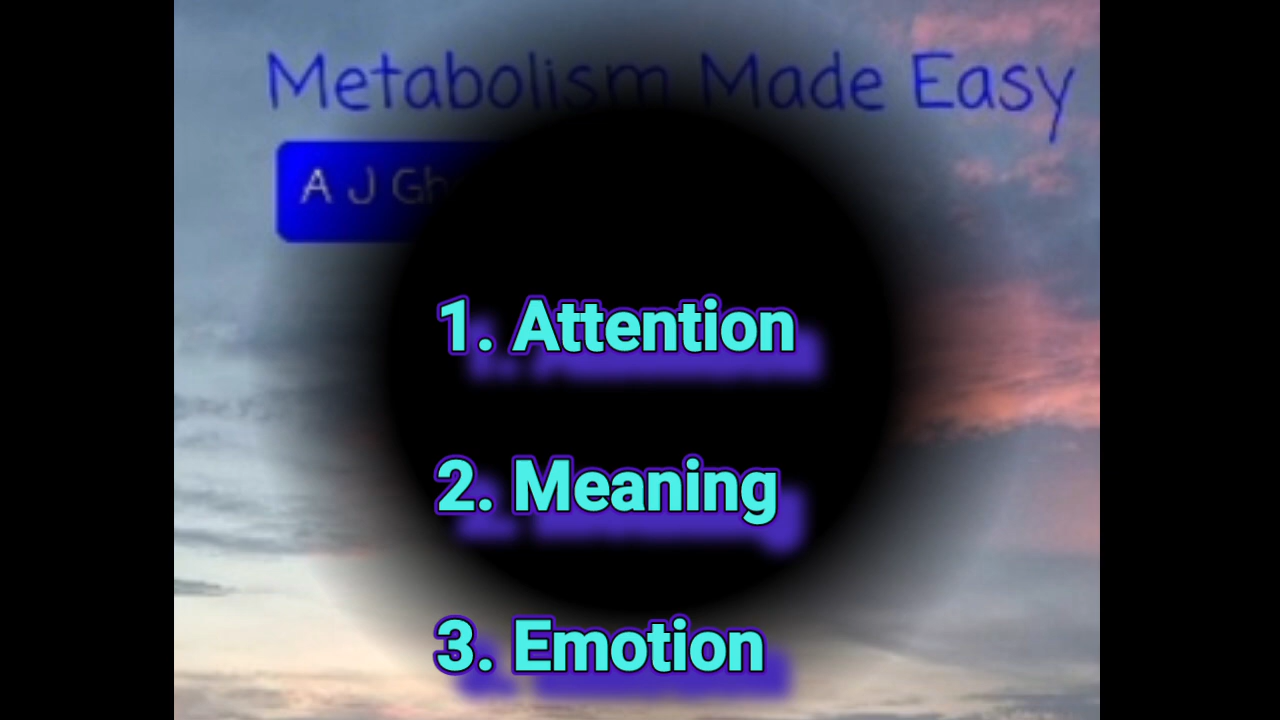 Metabolism Made Easy
A J
1. Attention
2. Meaning
3. Emotion